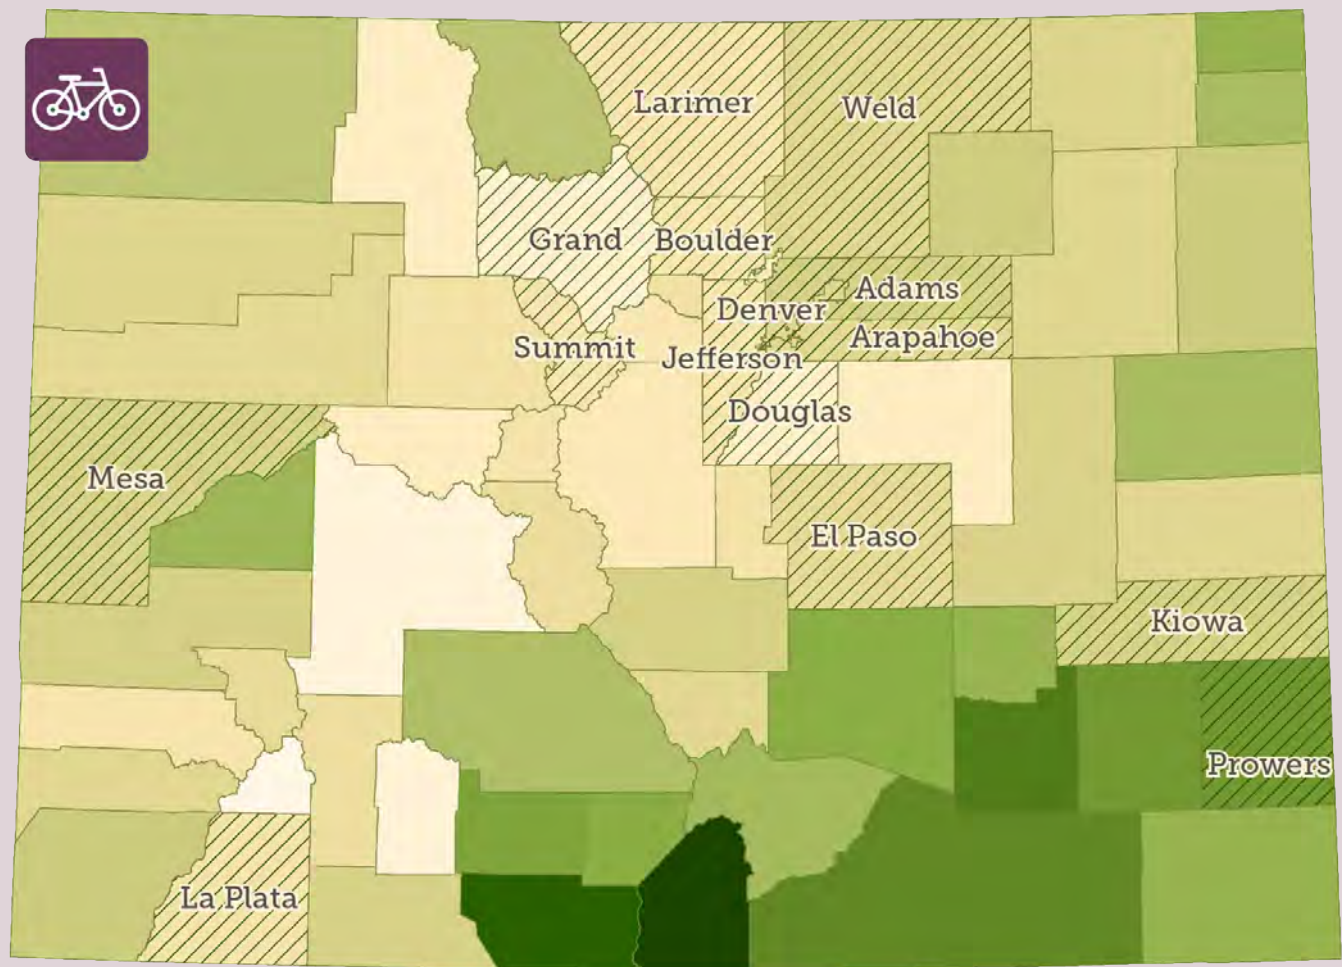 Larimer
Weld
Grand
Boulder
Adams
Denver
Arapahoe
Summit
Jefferson
Douglas
Mesa
El Paso
Kiowa
Prowers
La Plata